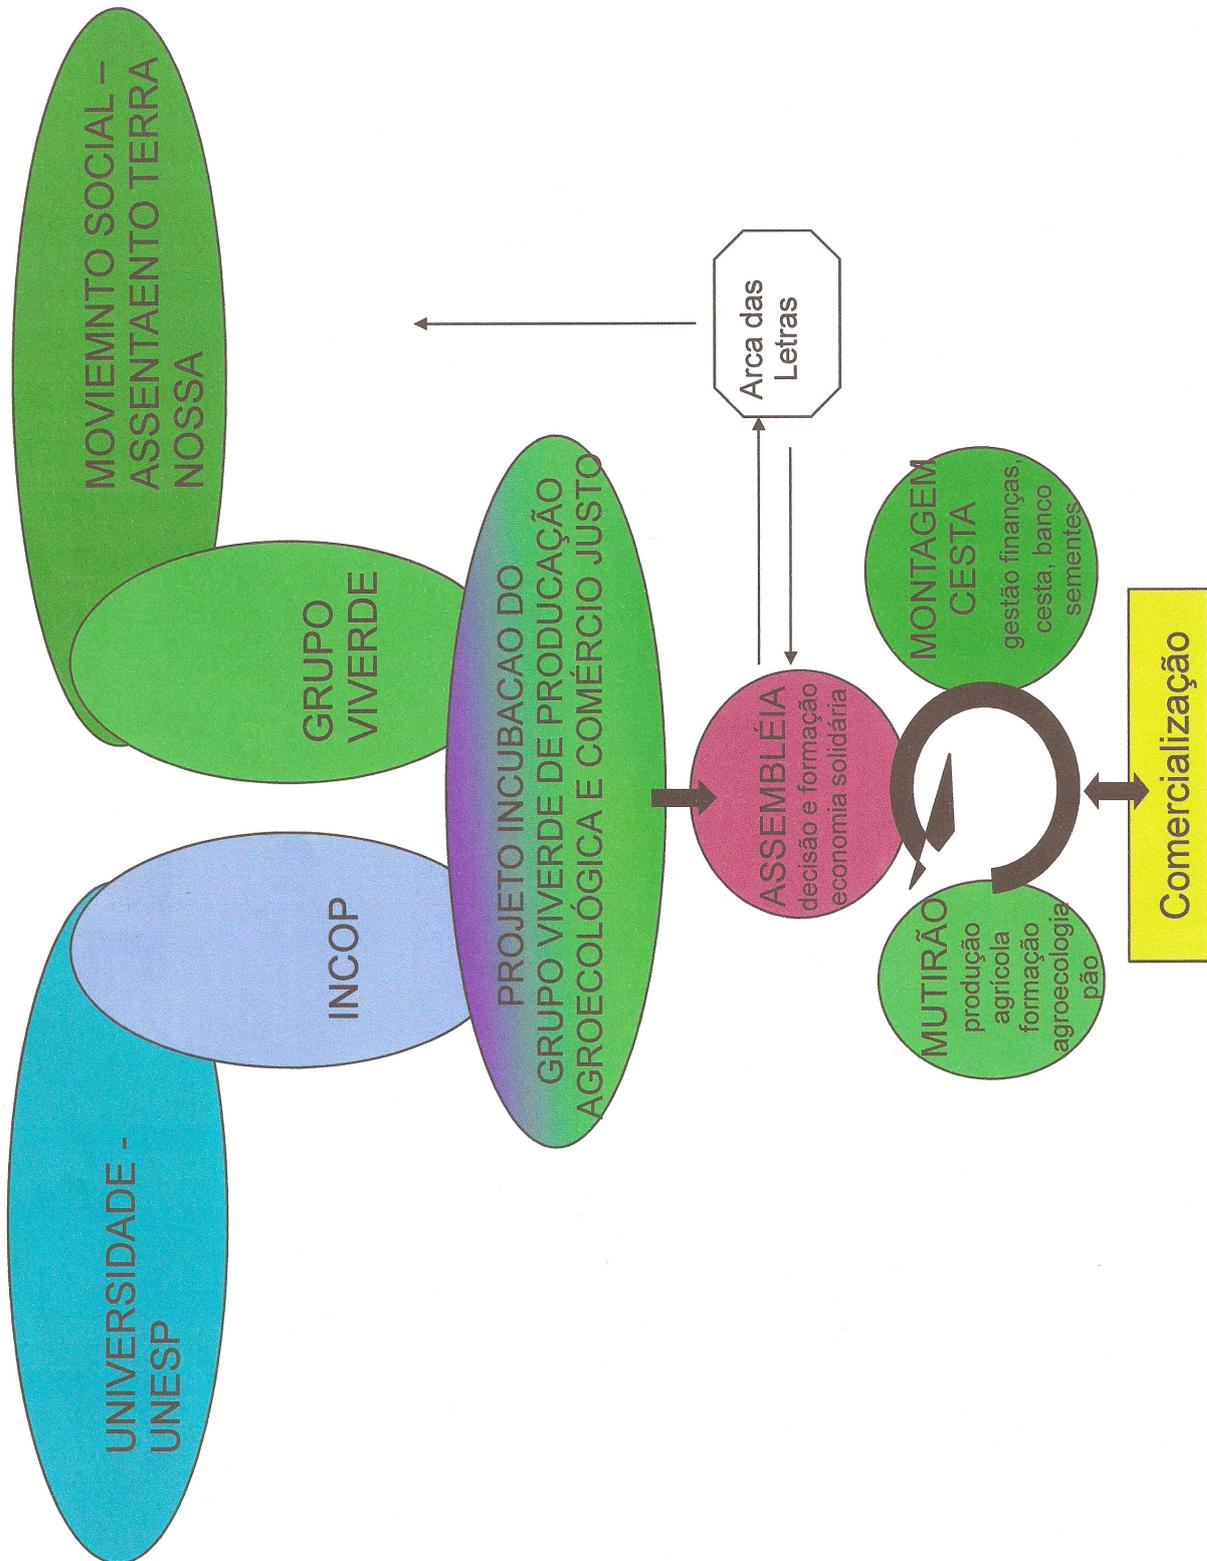 UNIVERSIDADE -
UNESP
MOVIEMNTO SOCIAL –
ASSENTAENTO TERRA
NOSSA
INCOP
GRUPO
VIVERDE
PROJETO INCUBACAO DO
GRUPO VIVERDE DE PRODUCAÇÃO
AGROECOLÓGICA E COMÉRCIO JUSTO
ASSEMBLÉIA
decisão e formação
economia solidária
Arca das
Letras
MUTIRÃO
produção
agrícola
formação
agroecologia
pão
MONTAGEM
CESTA
gestão finanças,
cesta, banco
sementes
Comercialização